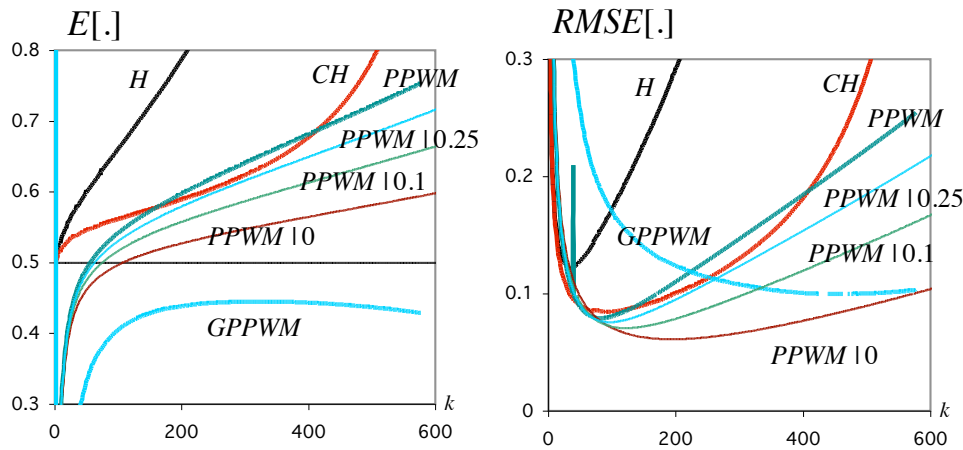 E[.]
0.8
0.7
0.6
0.5
0.4
0.3
0
200
400
600
k
H
CH
PPWM
PPWM | 0.25
PPWM | 0.1
PPWM | 0
GPPWM
RMSE[.]
0.3
0.2
0.1
0
0
200
400
600
k
H
CH
PPWM
PPWM | 0.25
GPPWM
PPWM | 0.1
PPWM | 0